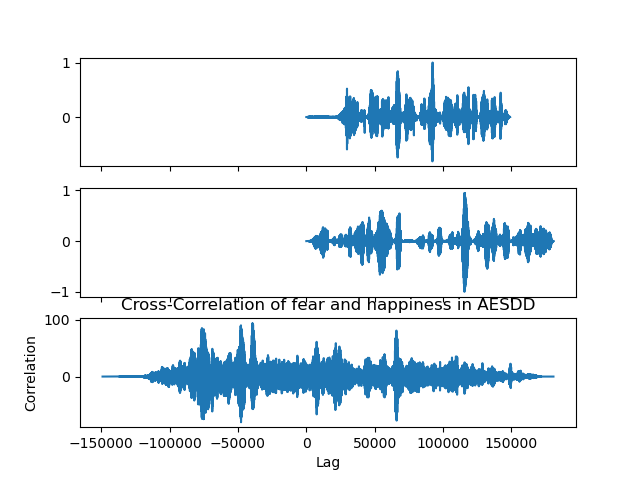 1
0
1
0
−1
Cross-Correlation of fear and happiness in AESDD
100
0
Correlation
−150000 −100000 −50000 0 50000 100000 150000
Lag